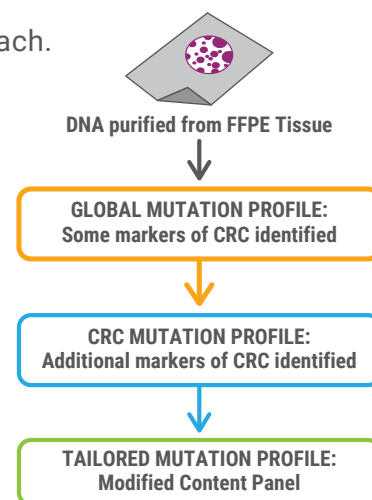 ach.
DNA purified from FFPE Tissue
GLOBAL MUTATION PROFILE:
Some markers of CRC identified
CRC MUTATION PROFILE:
Additional markers of CRC identified
TAILORED MUTATION PROFILE:
Modified Content Panel